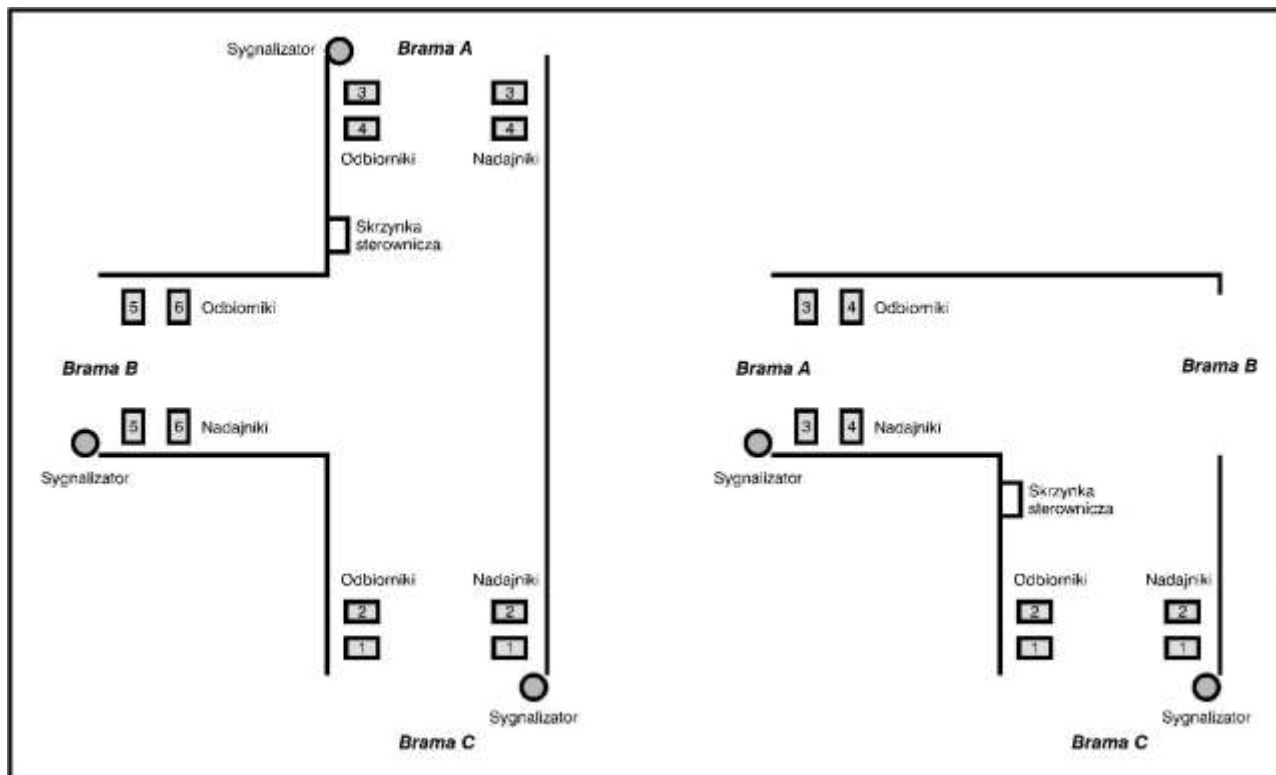 Sygnalizator
Brama A
3 3
4 4
Odbiorniki Nadajniki
Skrzynka
sterownicza
5 6 Odbiorniki
Brama B
5 6 Nadajniki
Sygnalizator
Odbiorniki Nadajniki
2 2
1 1
Sygnalizator
Brama C
3 4 Odbiorniki
Brama A Brama B
3 4 Nadajniki
Sygnalizator
Skrzynka
sterownicza
Odbiorniki Nadajniki
2 2
1 1
Sygnalizator
Brama C